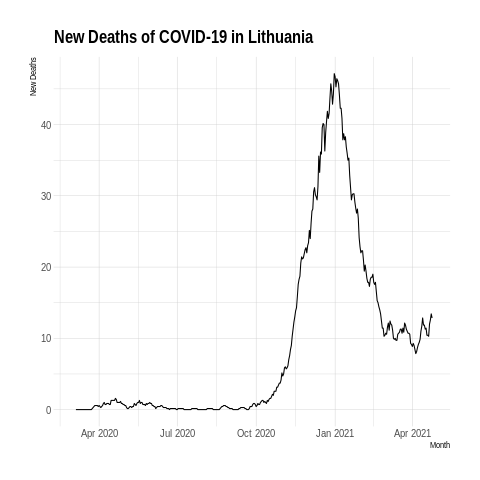 New Deaths of COVID-19 in Lithuania
New Deaths
40
30
20
10
0
Apr 2020 Jul 2020 Oct 2020 Jan 2021 Apr 2021
Month